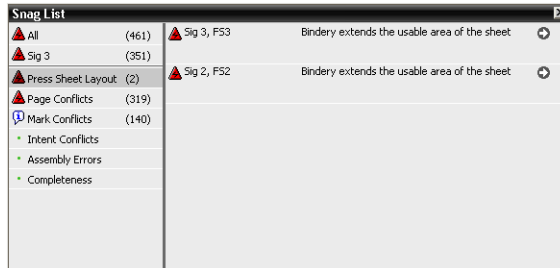 Snag List
All (461)
Sig 3 (351)
Press Sheet Layout (2)
Page Conflicts (319)
Mark Conflicts (140)
Intent Conflicts
Assembly Errors
Completeness
Sig 3, FS3 Bindery extends the usable area of the sheet
Sig 2, FS2 Bindery extends the usable area of the sheet